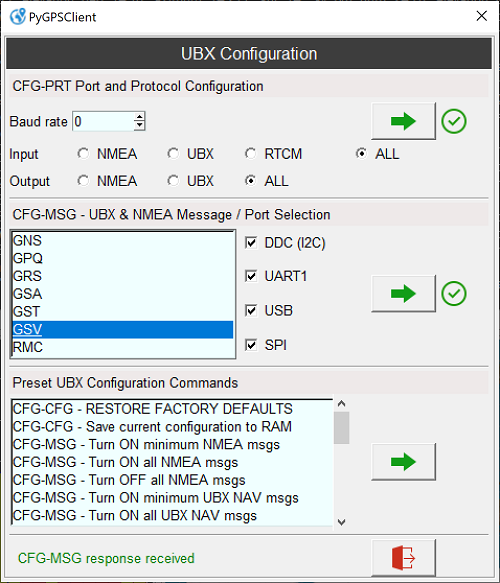 PyGPSClient
UBX Configuration
CFG-PRT Port and Protocol Configuration
Baud rate 0
Input NMEA UBX RTCM ALL
Output NMEA UBX ALL
CFG-MSG - UBX & NMEA Message / Port Selection
GNS
GPQ
GRS
GSA
GST
GSV
RMC
DDC (I2C)
UART1
USB
SPI
Preset UBX Configuration Commands
CFG-CFG - RESTORE FACTORY DEFAULTS
CFG-CFG - Save current configuration to RAM
CFG-MSG - Turn ON minimum NMEA msgs
CFG-MSG - Turn ON all NMEA msgs
CFG-MSG - Turn OFF all NMEA msgs
CFG-MSG - Turn ON minimum UBX NAV msgs
CFG-MSG - Turn ON all UBX NAV msgs
CFG-MSG response received